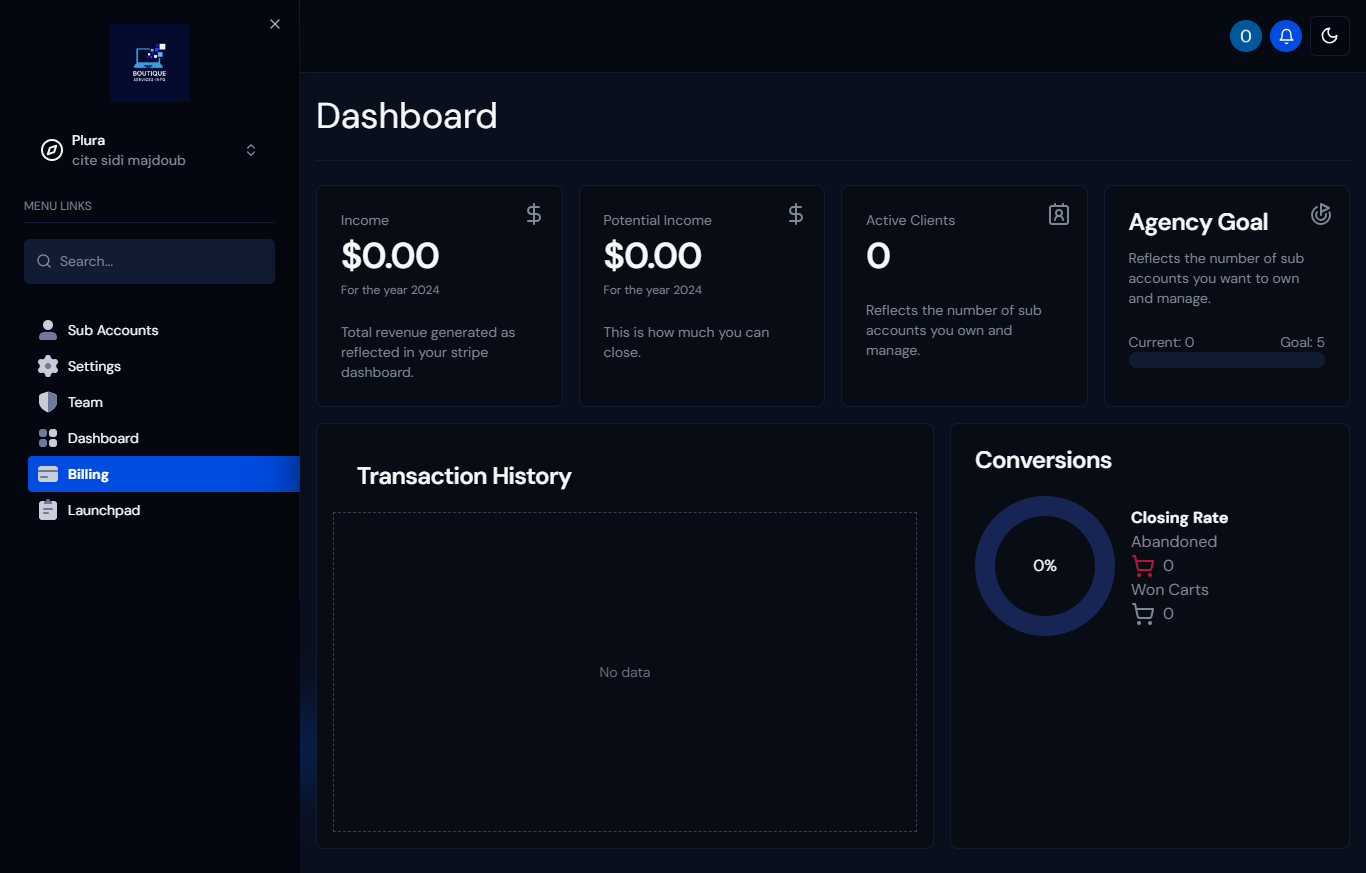 BOUTIQUE
SERVICES INFO
Plura
cite sidi majdoub
MENU LINKS
Search...
Sub Accounts
Settings
Team
Dashboard
Billing
Launchpad
O
Dashboard
Income
$0.00
For the year 2024
Total revenue generated as
reflected in your stripe
dashboard.
Potential Income
$0.00
For the year 2024
This is how much you can
close.
Active Clients
0
Reflects the number of sub
accounts you own and
manage.
Agency Goal
Reflects the number of sub
accounts you want to own
and manage.
Current: 0
Goal: 5
Transaction History
No data
Conversions
0%
Closing Rate
Abandoned
0
Won Carts
0